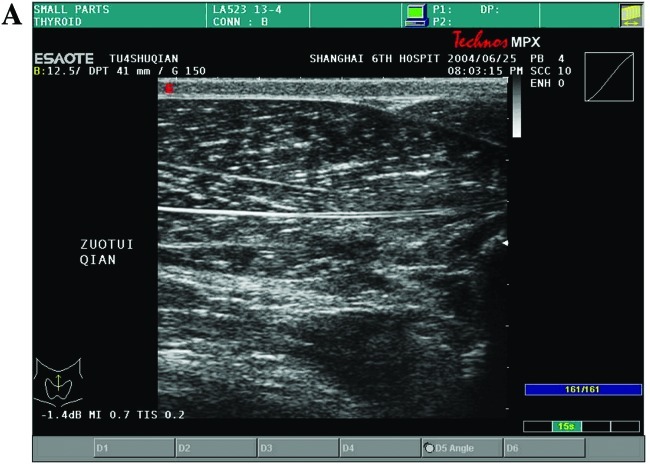 A
SMALL PARTS LA523 13-4 P1: DP:
THYROID CONN : B P2:
Technos MPX
ESAOTE TU4SHUQIAN SHANGHAI 6TH HOSPIT 2004/06/25 PB 4
B:12.5/ DPT 41 mm / G 150 08:03:15 PM SCC 10
ENH 0
ZUOTUI
QIAN
161/161
-1.4dB MI 0.7 TIS 0.2
15s
D1 D2 D3 D4 D5 Angle D6